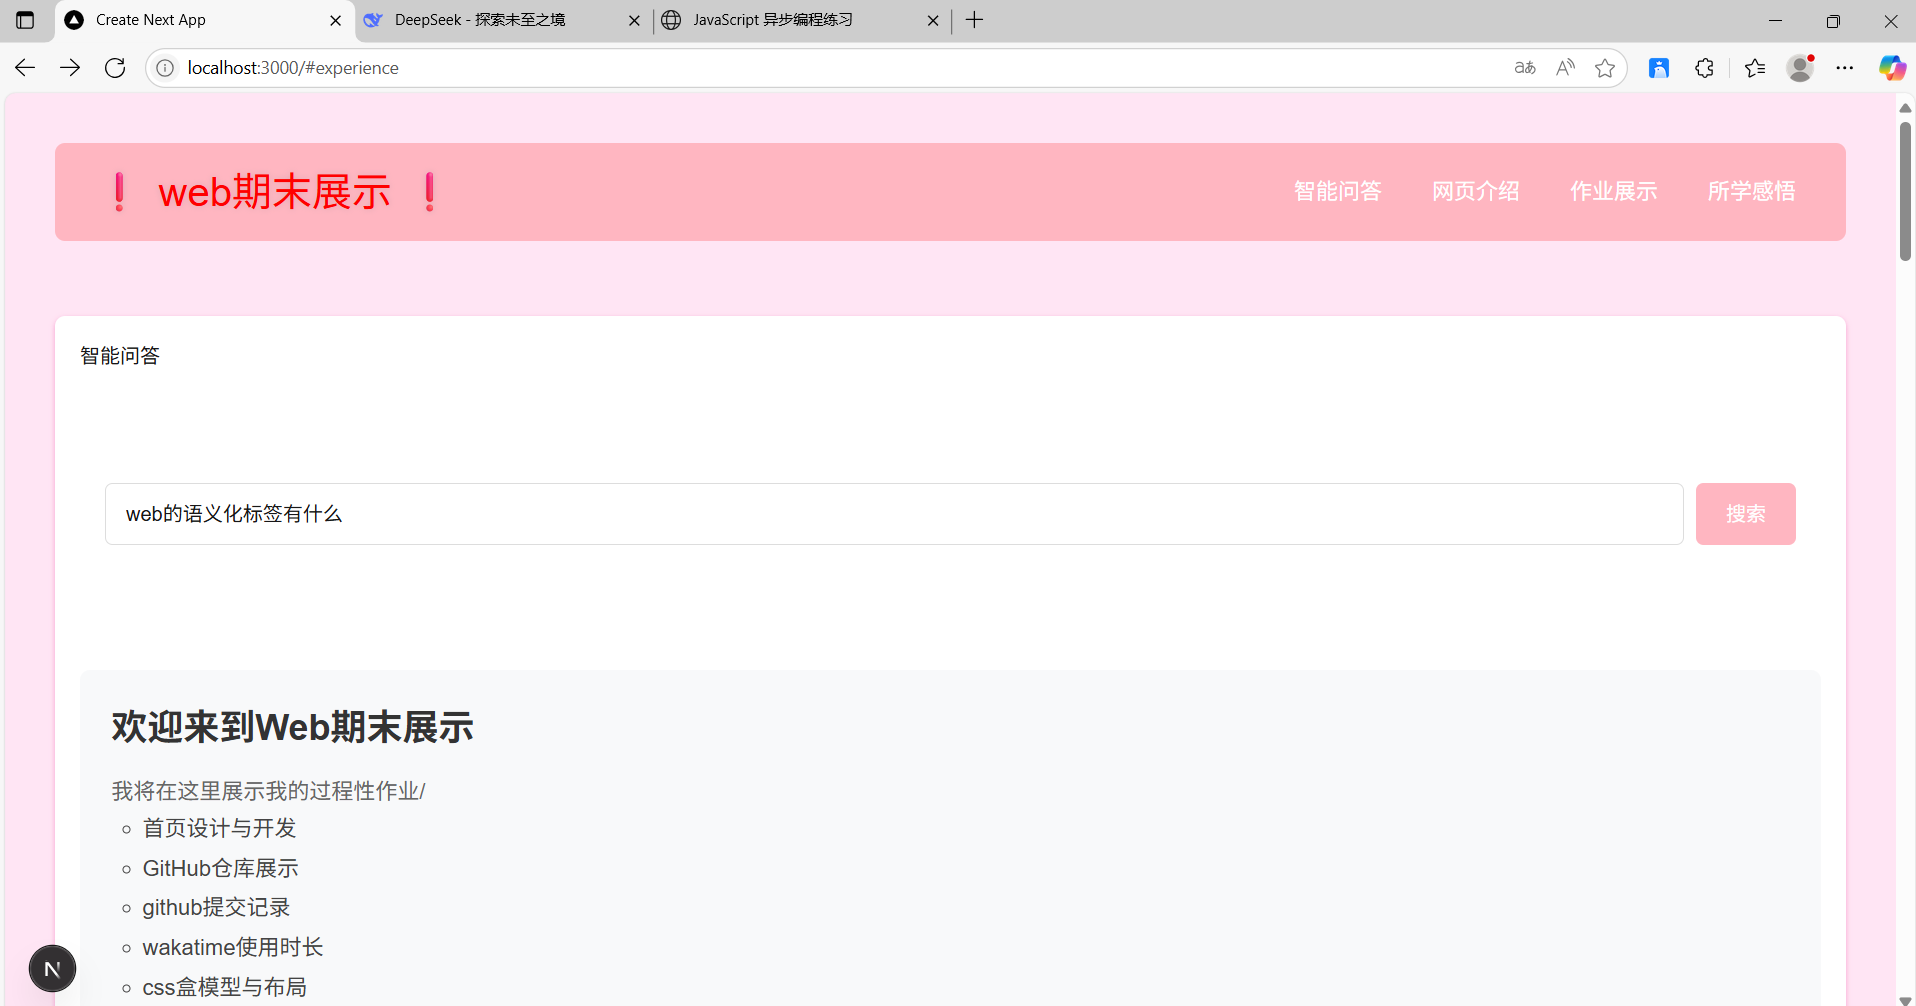 Create Next App
DeepSeek - 探索未至之境
JavaScript 异步编程练习
localhost:3000/#experience
❗ web期末展示 ❗
智能问答 网页介绍 作业展示 所学感悟
智能问答
web的语义化标签有什么
搜索
欢迎来到Web期末展示
我将在这里展示我的过程性作业/
首页设计与开发
GitHub仓库展示
github提交记录
wakatime使用时长
css盒模型与布局
N